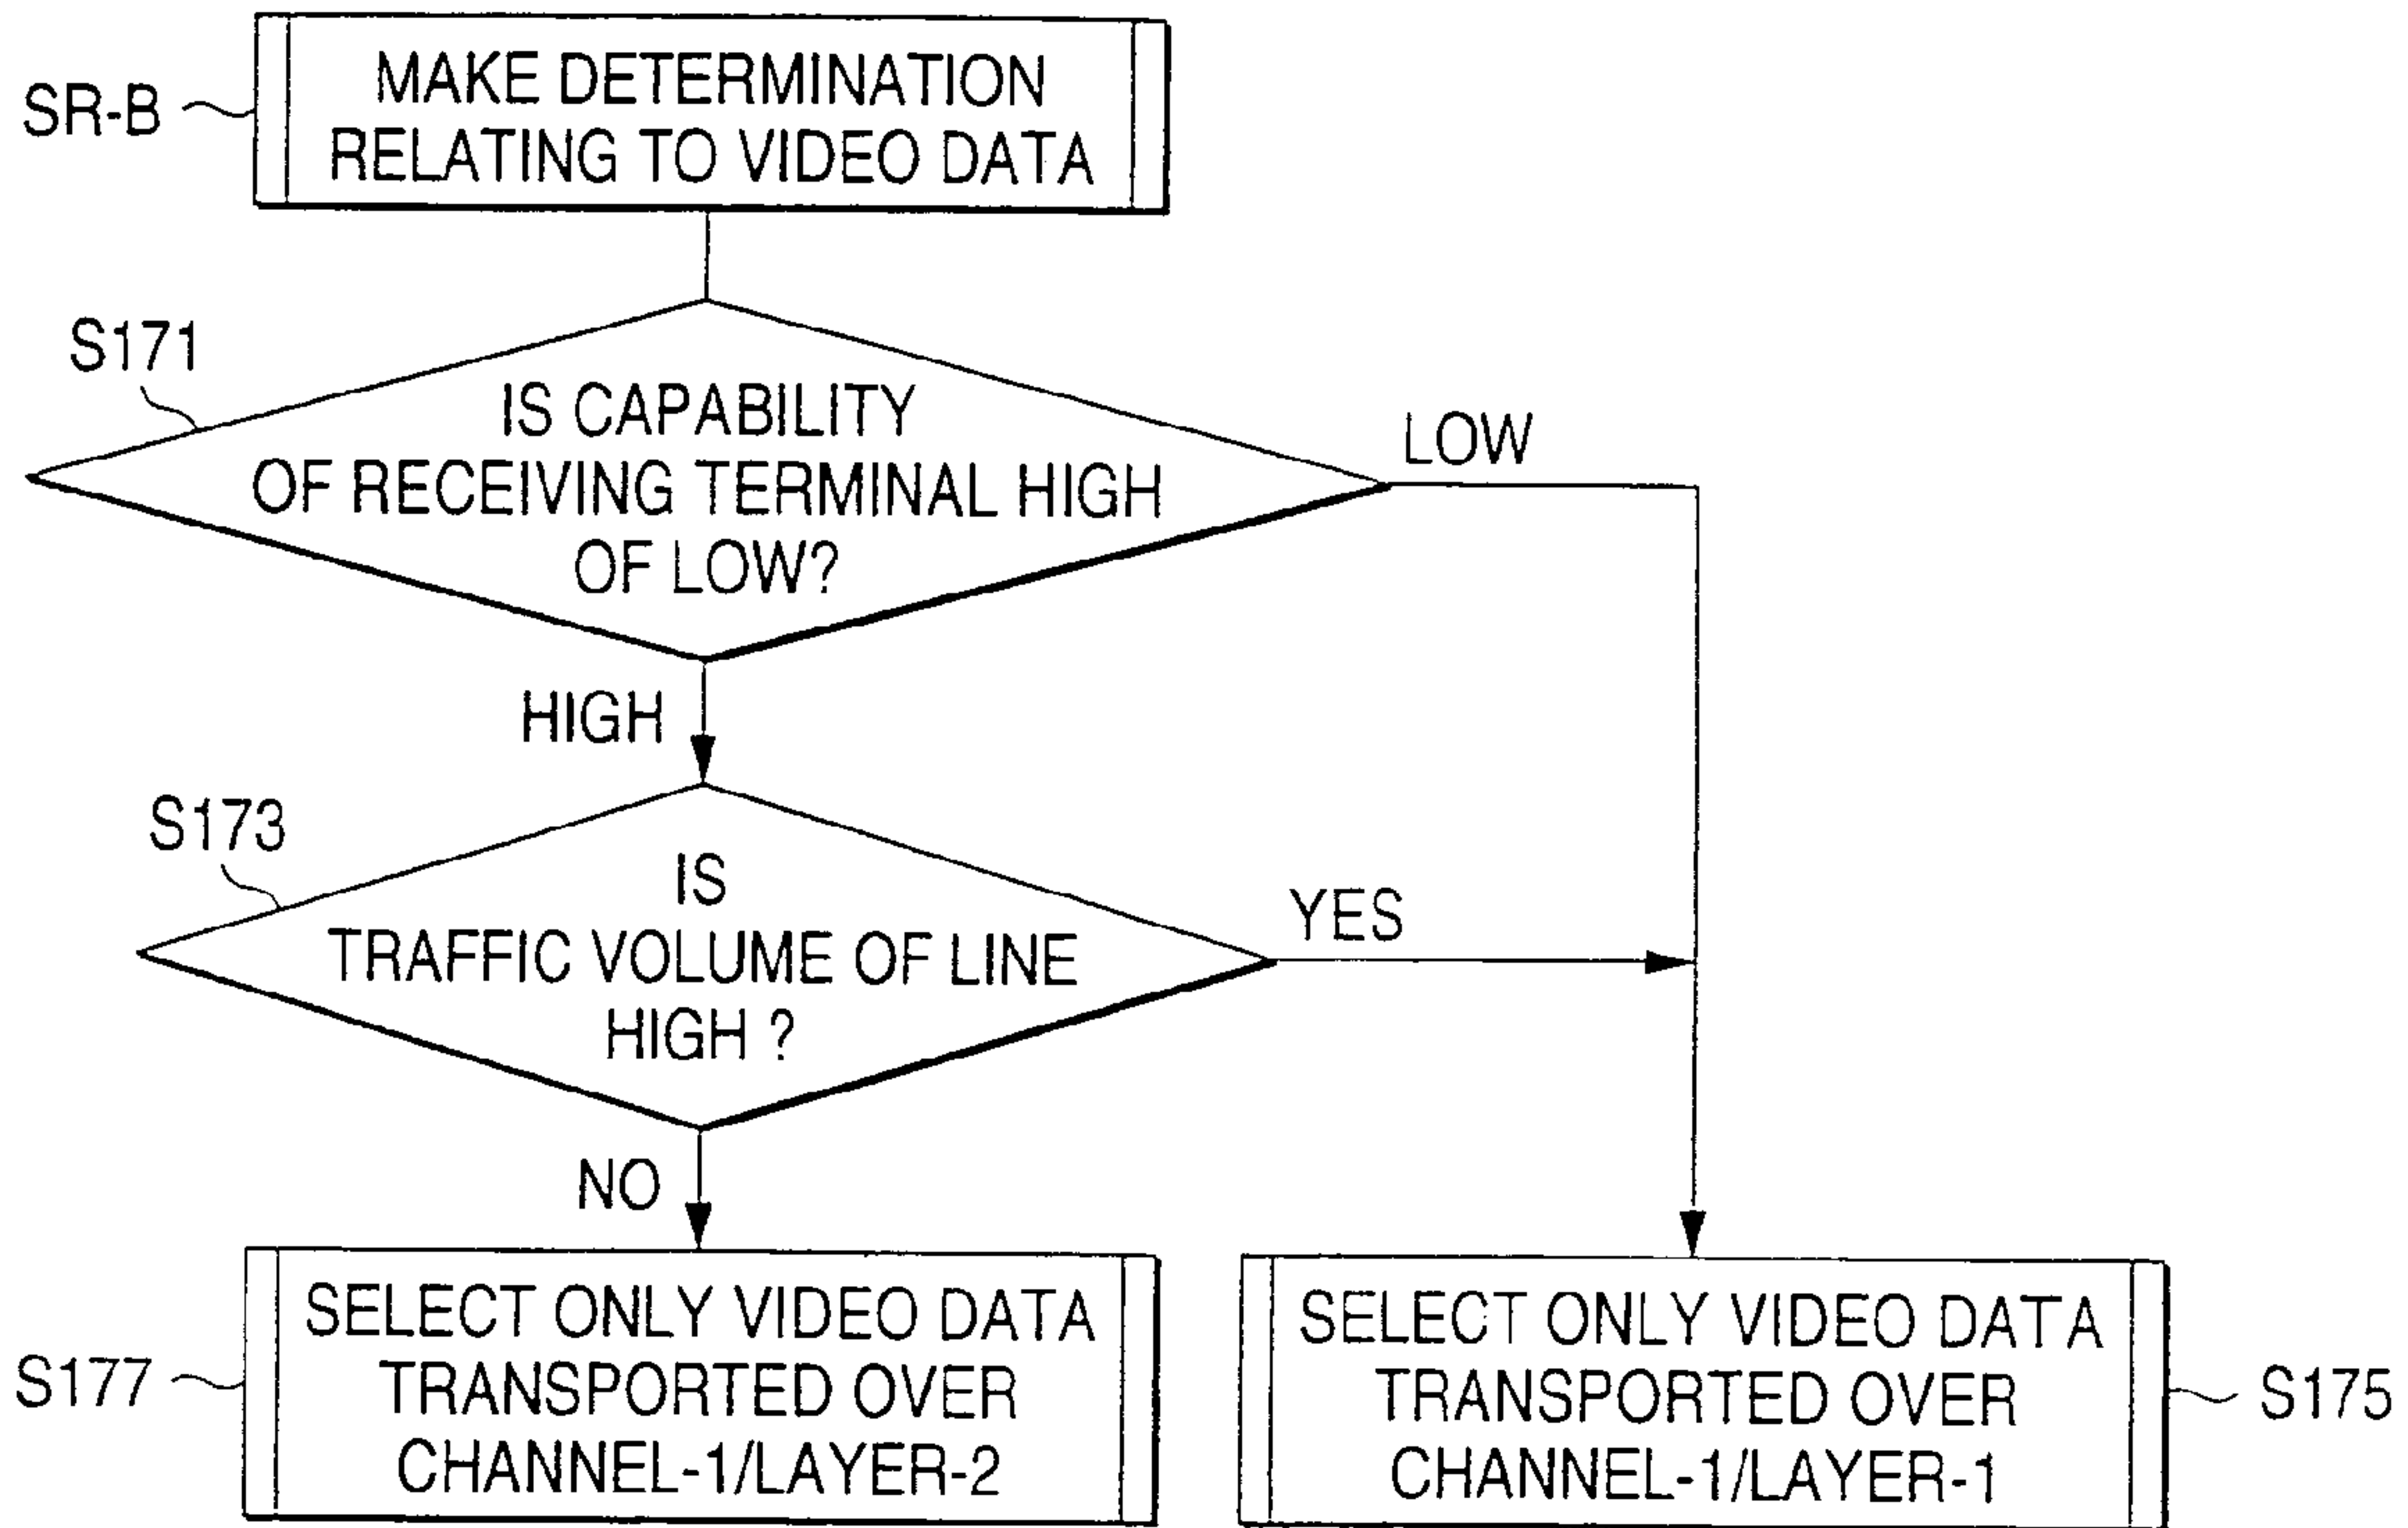 SR-B
MAKE DETERMINATION
RELATING TO VIDEO DATA
S171
IS CAPABILITY
OF RECEIVING TERMINAL HIGH
OF LOW?
LOW
HIGH
S173
IS
TRAFFIC VOLUME OF LINE
HIGH ?
YES
NO
S177
SELECT ONLY VIDEO DATA
TRANSPORTED OVER
CHANNEL-1/LAYER-2
SELECT ONLY VIDEO DATA
TRANSPORTED OVER
CHANNEL-1/LAYER-1
S175